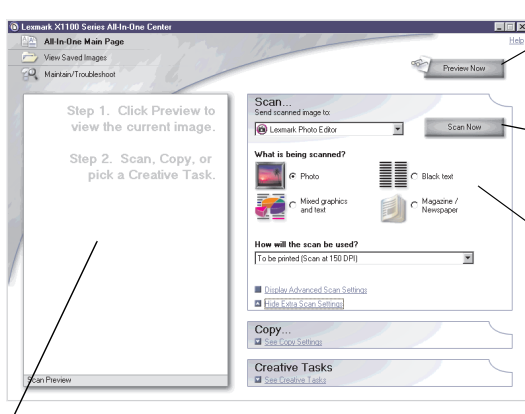 Lexmark X1100 Series All-In-One Center
All-In-One Main Page
View Saved Images
Maintain/Troubleshoot
Help
Preview Now
Step 1. Click Preview to
view the current image.
Step 2. Scan, Copy, or
pick a Creative Task.
Scan Preview
Scan...
Send scanned image to:
Lexmark Photo Editor
Scan Now
What is being scanned?
Photo
Black text
Mixed graphics
and text
Magazine /
Newspaper
How will the scan be used?
To be printed (Scan at 150 DPI)
Display Advanced Scan Settings
Hide Extra Scan Settings
Copy...
See Copy Settings
Creative Tasks
See Creative Tasks